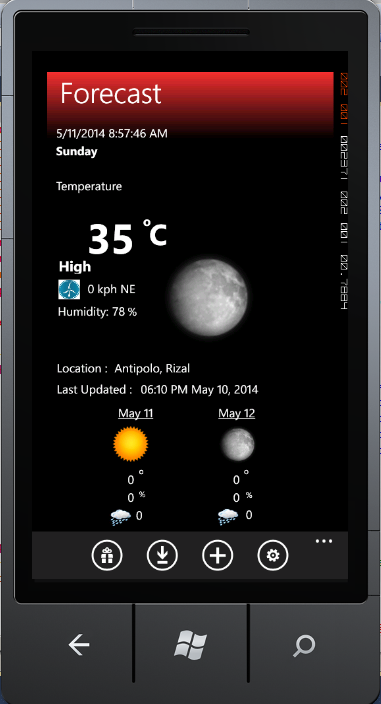 Forecast
5/11/2014 8:57:46 AM
Sunday
Temperature
35 °C
High
0 kph NE
Humidity: 78 %
Location : Antipolo, Rizal
Last Updated : 06:10 PM May 10, 2014
May 11 May 12
0 ° 0 °
0 % 0 %
0 0
...
002 001 002371 002 001 00.7884